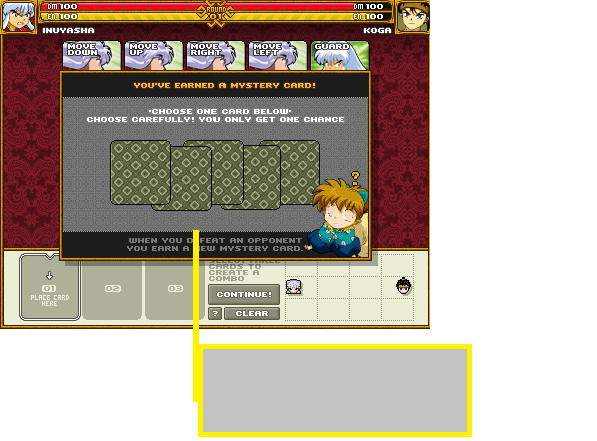 DM 100
ROUND
01
DM 100
ED 100
ED 100
INUYASHA
KOGA
MOVE DOWN
MOVE UP
MOVE RIGHT
MOVE LEFT
GUARD
YOU'VE EARNED A MYSTERY CARD!
•CHOOSE ONE CARD BELOW•
CHOOSE CAREFULLY! YOU ONLY GET ONE CHANCE
?
WHEN YOU DEFEAT AN OPPONENT
YOU EARN A NEW MYSTERY CARD.
CARDS TO
CREATE A
COMBO
01
PLACE CARD
HERE
02
03
CONTINUE!
?
CLEAR